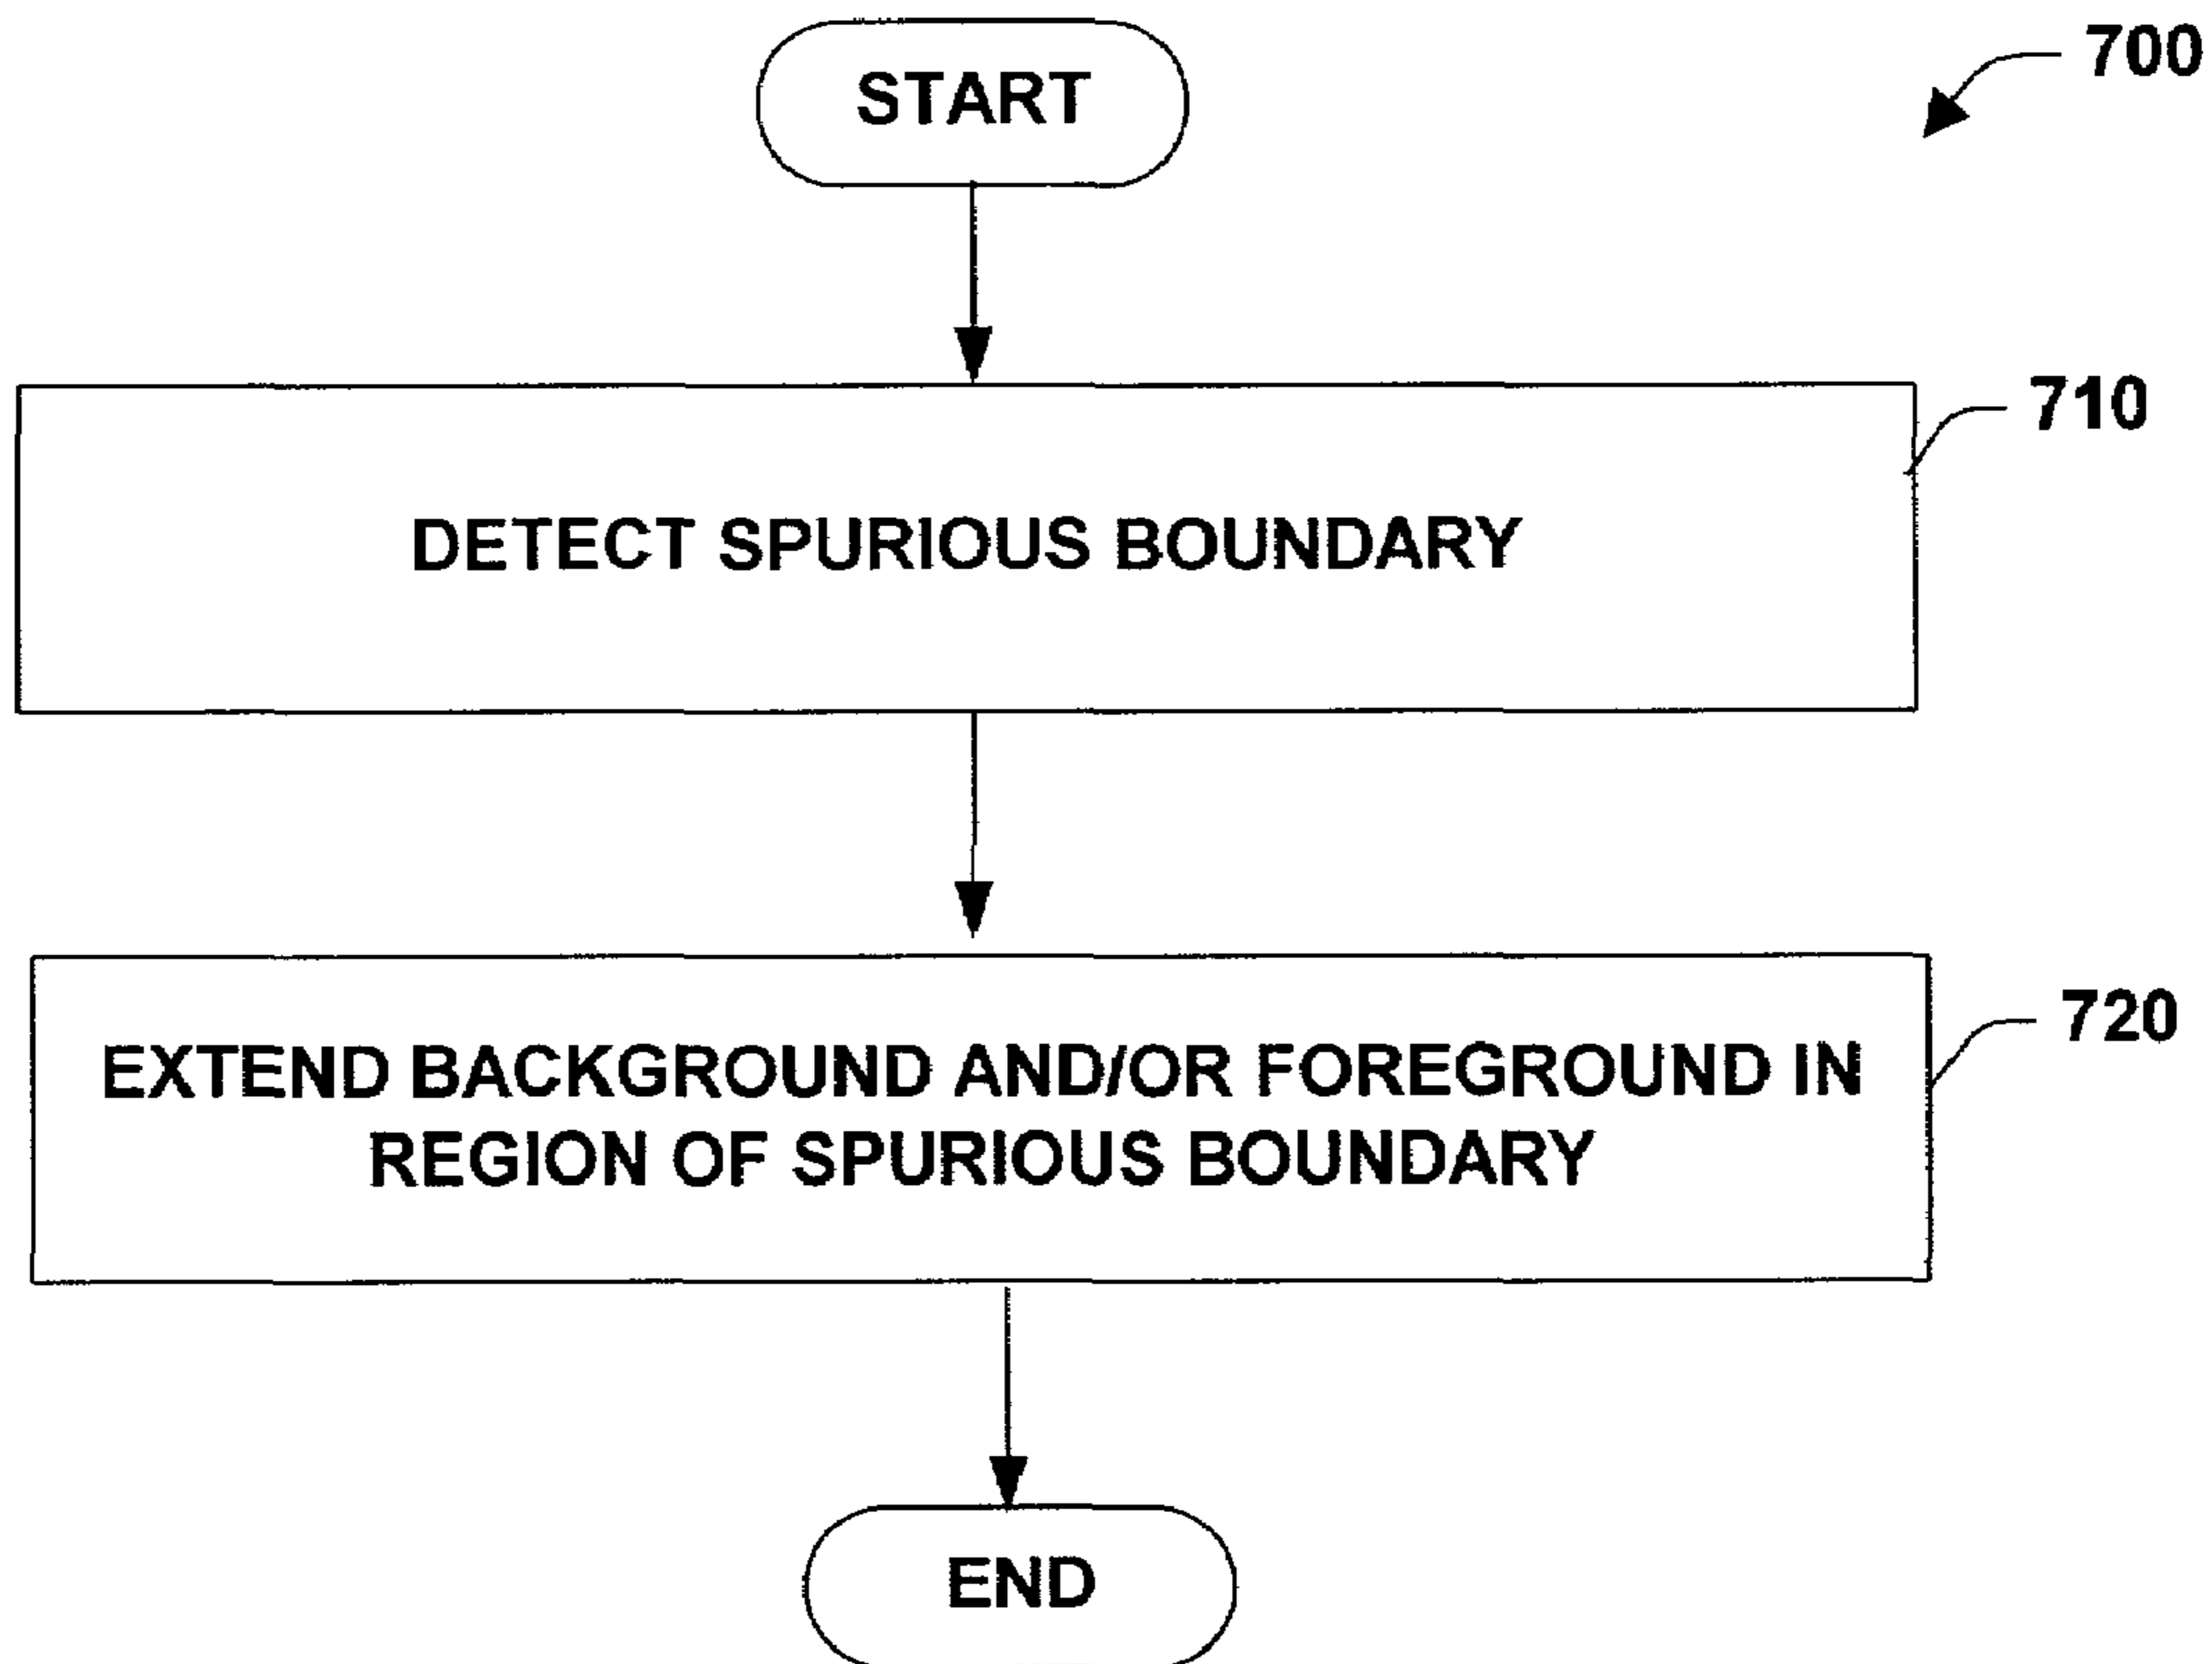 START
700
710
DETECT SPURIOUS BOUNDARY
720
EXTEND BACKGROUND AND/OR FOREGROUND IN
REGION OF SPURIOUS BOUNDARY
END